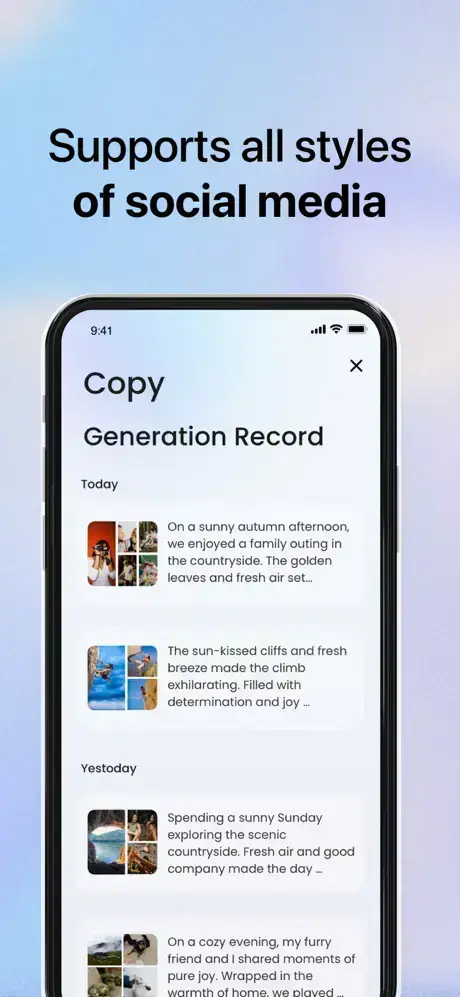 Supports all styles
of social media
9:41
Copy
Generation Record
Today
On a sunny autumn afternoon,
we enjoyed a family outing in
the countryside. The golden
leaves and fresh air set...
The sun-kissed cliffs and fresh
breeze made the climb
exhilarating. Filled with
determination and joy ...
Yestoday
Spending a sunny Sunday
exploring the scenic
countryside. Fresh air and good
company made the day ...
On a cozy evening, my furry
friend and I shared moments of
pure joy. Wrapped in the
warmth of home, we played ...